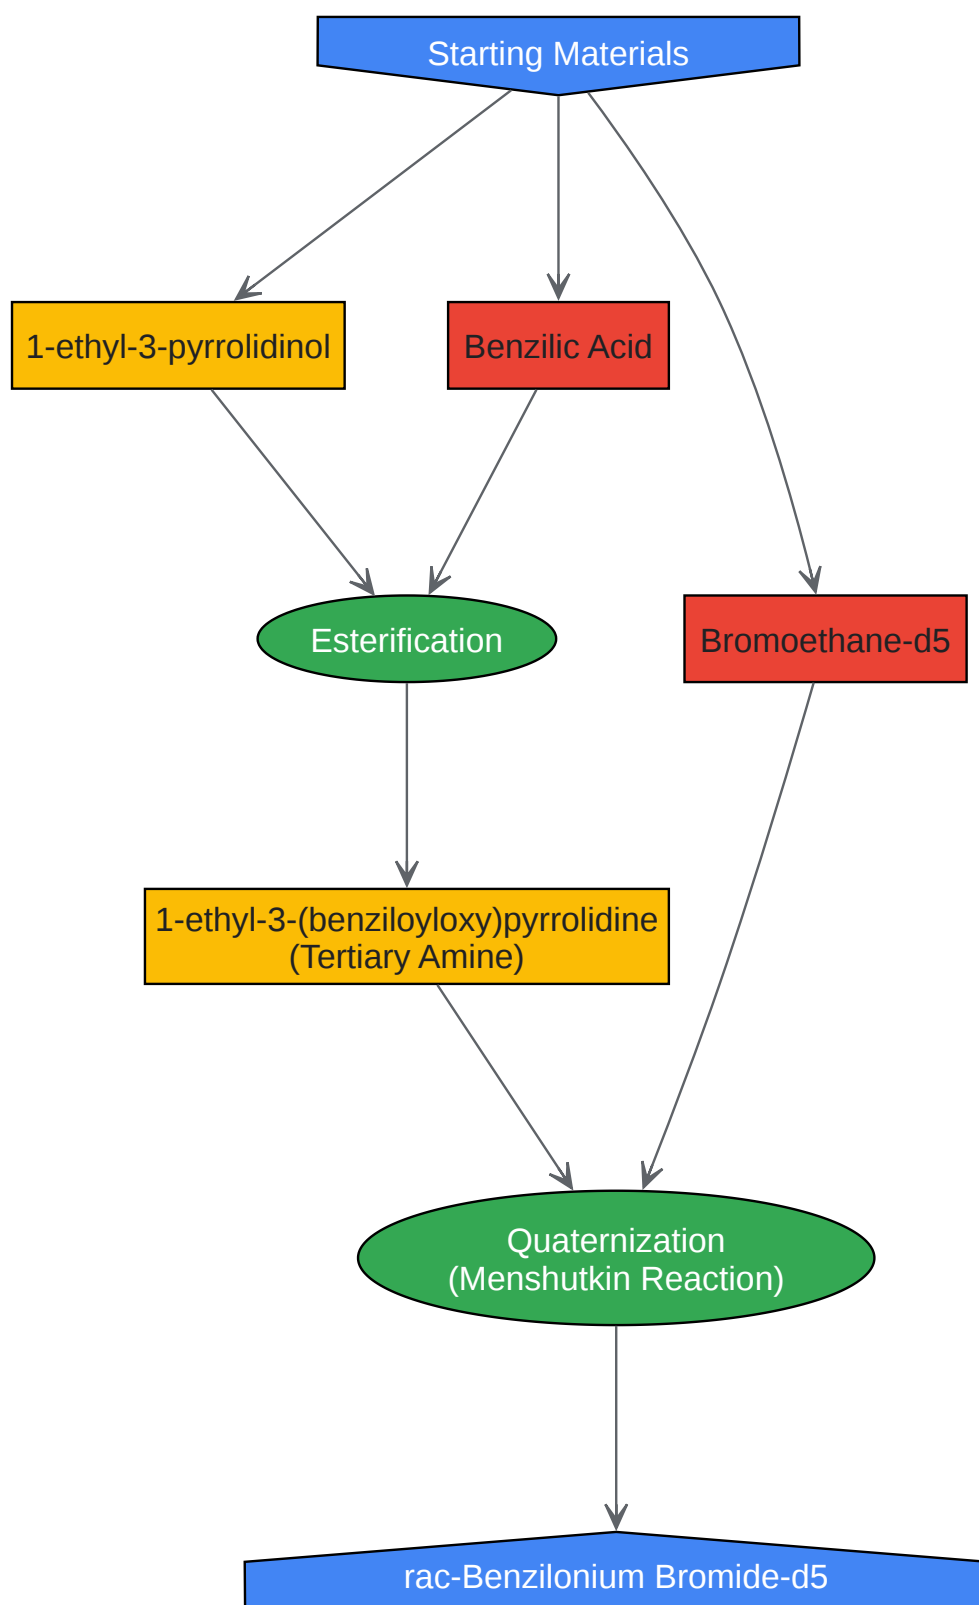 Starting Materials
1-ethyl-3-pyrrolidinol
Benzilic Acid
Esterification
Bromoethane-d5
1-ethyl-3-(benziloyloxy)pyrrolidine
(Tertiary Amine)
Quaternization
(Menshutkin Reaction)
rac-Benzilonium Bromide-d5